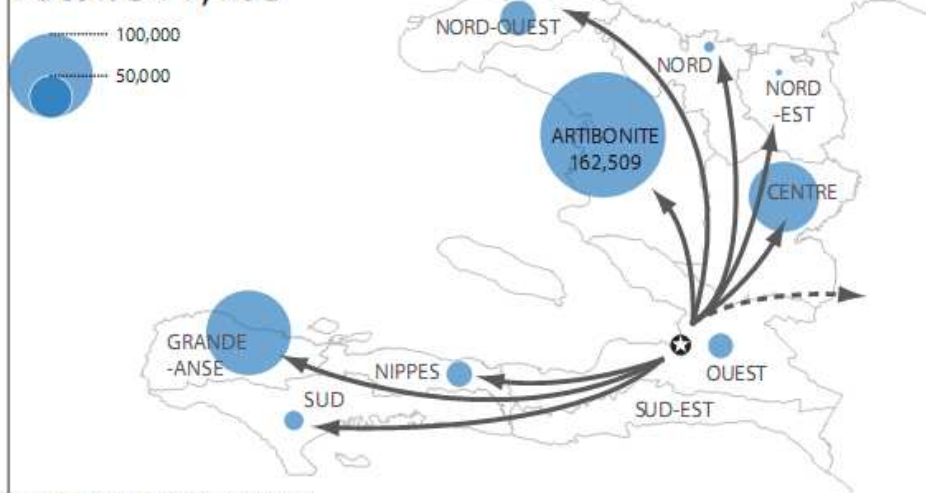 100,000
50,000
NORD-OUEST
NORD
NORD
-EST
ARTIBONITE
162,509
CENTRE
GRANDE
-ANSE
NIPPES
OUEST
SUD
SUD-EST